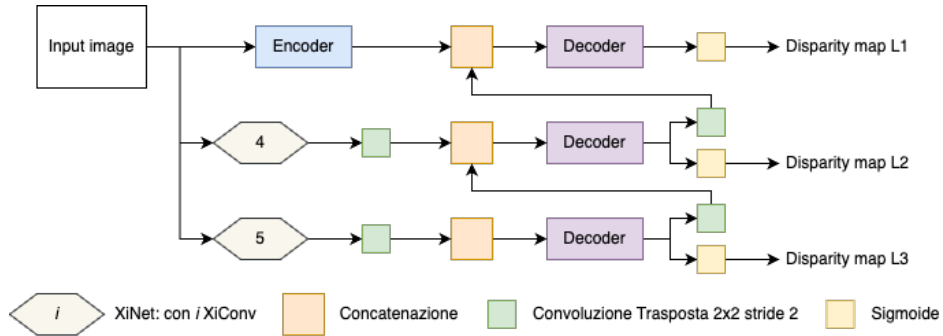 Input image
Encoder
Decoder
Disparity map L1
4
Decoder
Disparity map L2
5
Decoder
Disparity map L3
i
XiNet: con i XiConv
Concatenazione
Convoluzione Trasposta 2x2 stride 2
Sigmoide